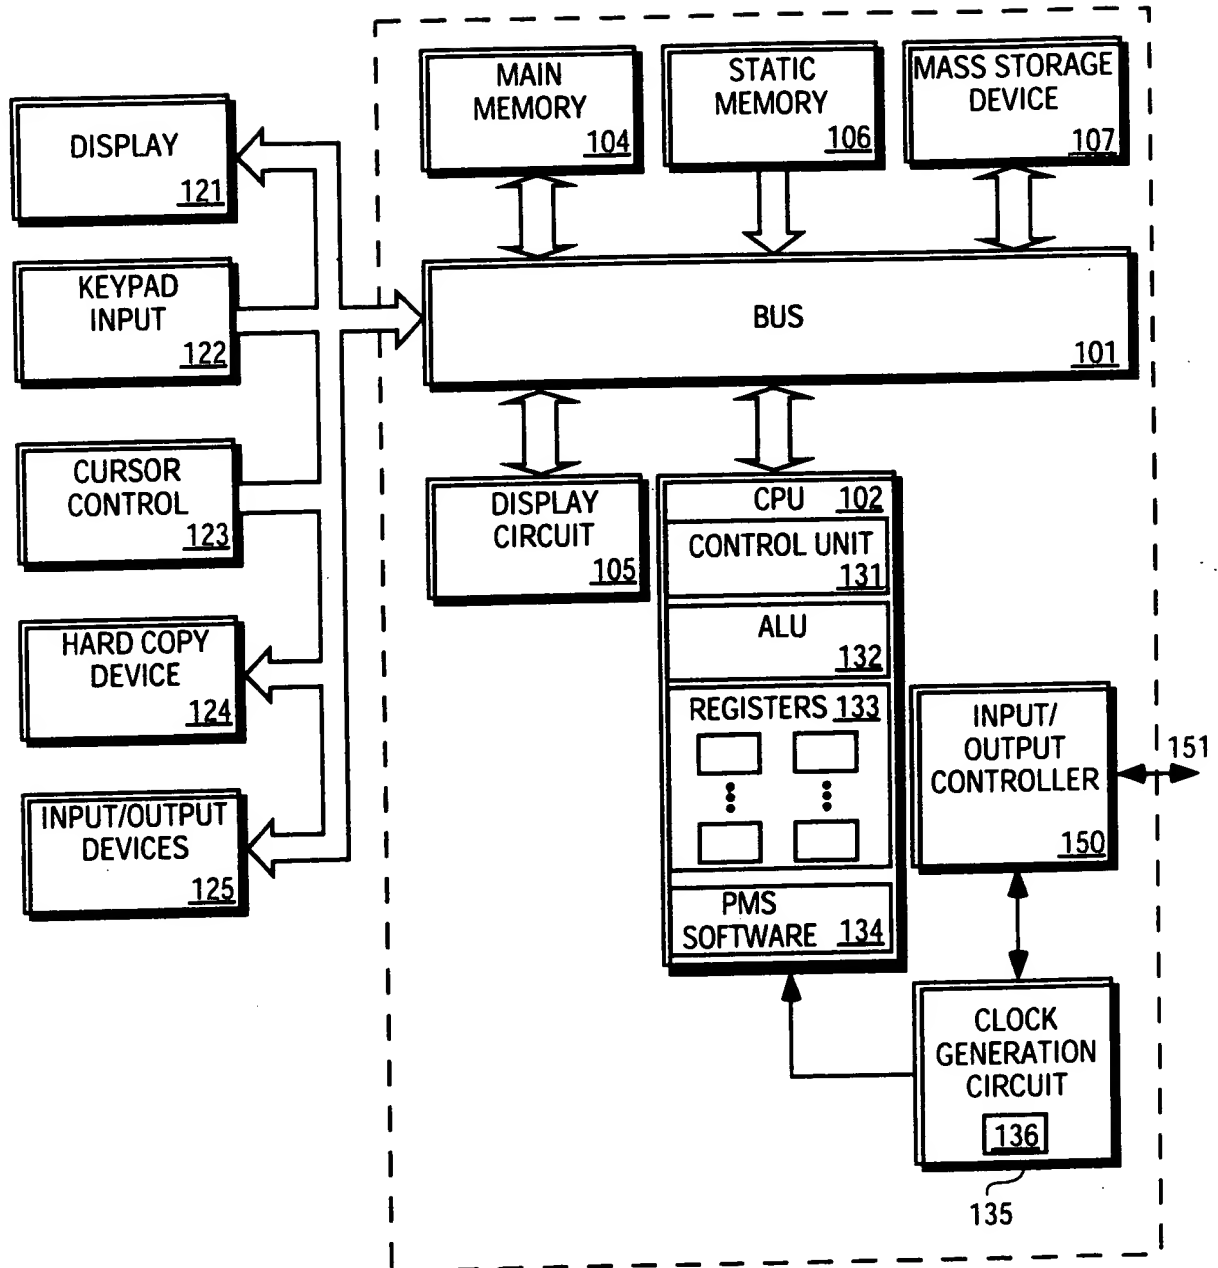 MAIN
MEMORY
104
STATIC
MEMORY
106
MASS STORAGE
DEVICE
107
DISPLAY
121
KEYPAD
INPUT
122
BUS
101
CURSOR
CONTROL
123
DISPLAY
CIRCUIT
105
CPU 102
CONTROL UNIT
131
ALU
132
REGISTERS 133
PMS
SOFTWARE 134
HARD COPY
DEVICE
124
INPUT/OUTPUT
DEVICES
125
INPUT/
OUTPUT
CONTROLLER
150
151
CLOCK
GENERATION
CIRCUIT
136
135